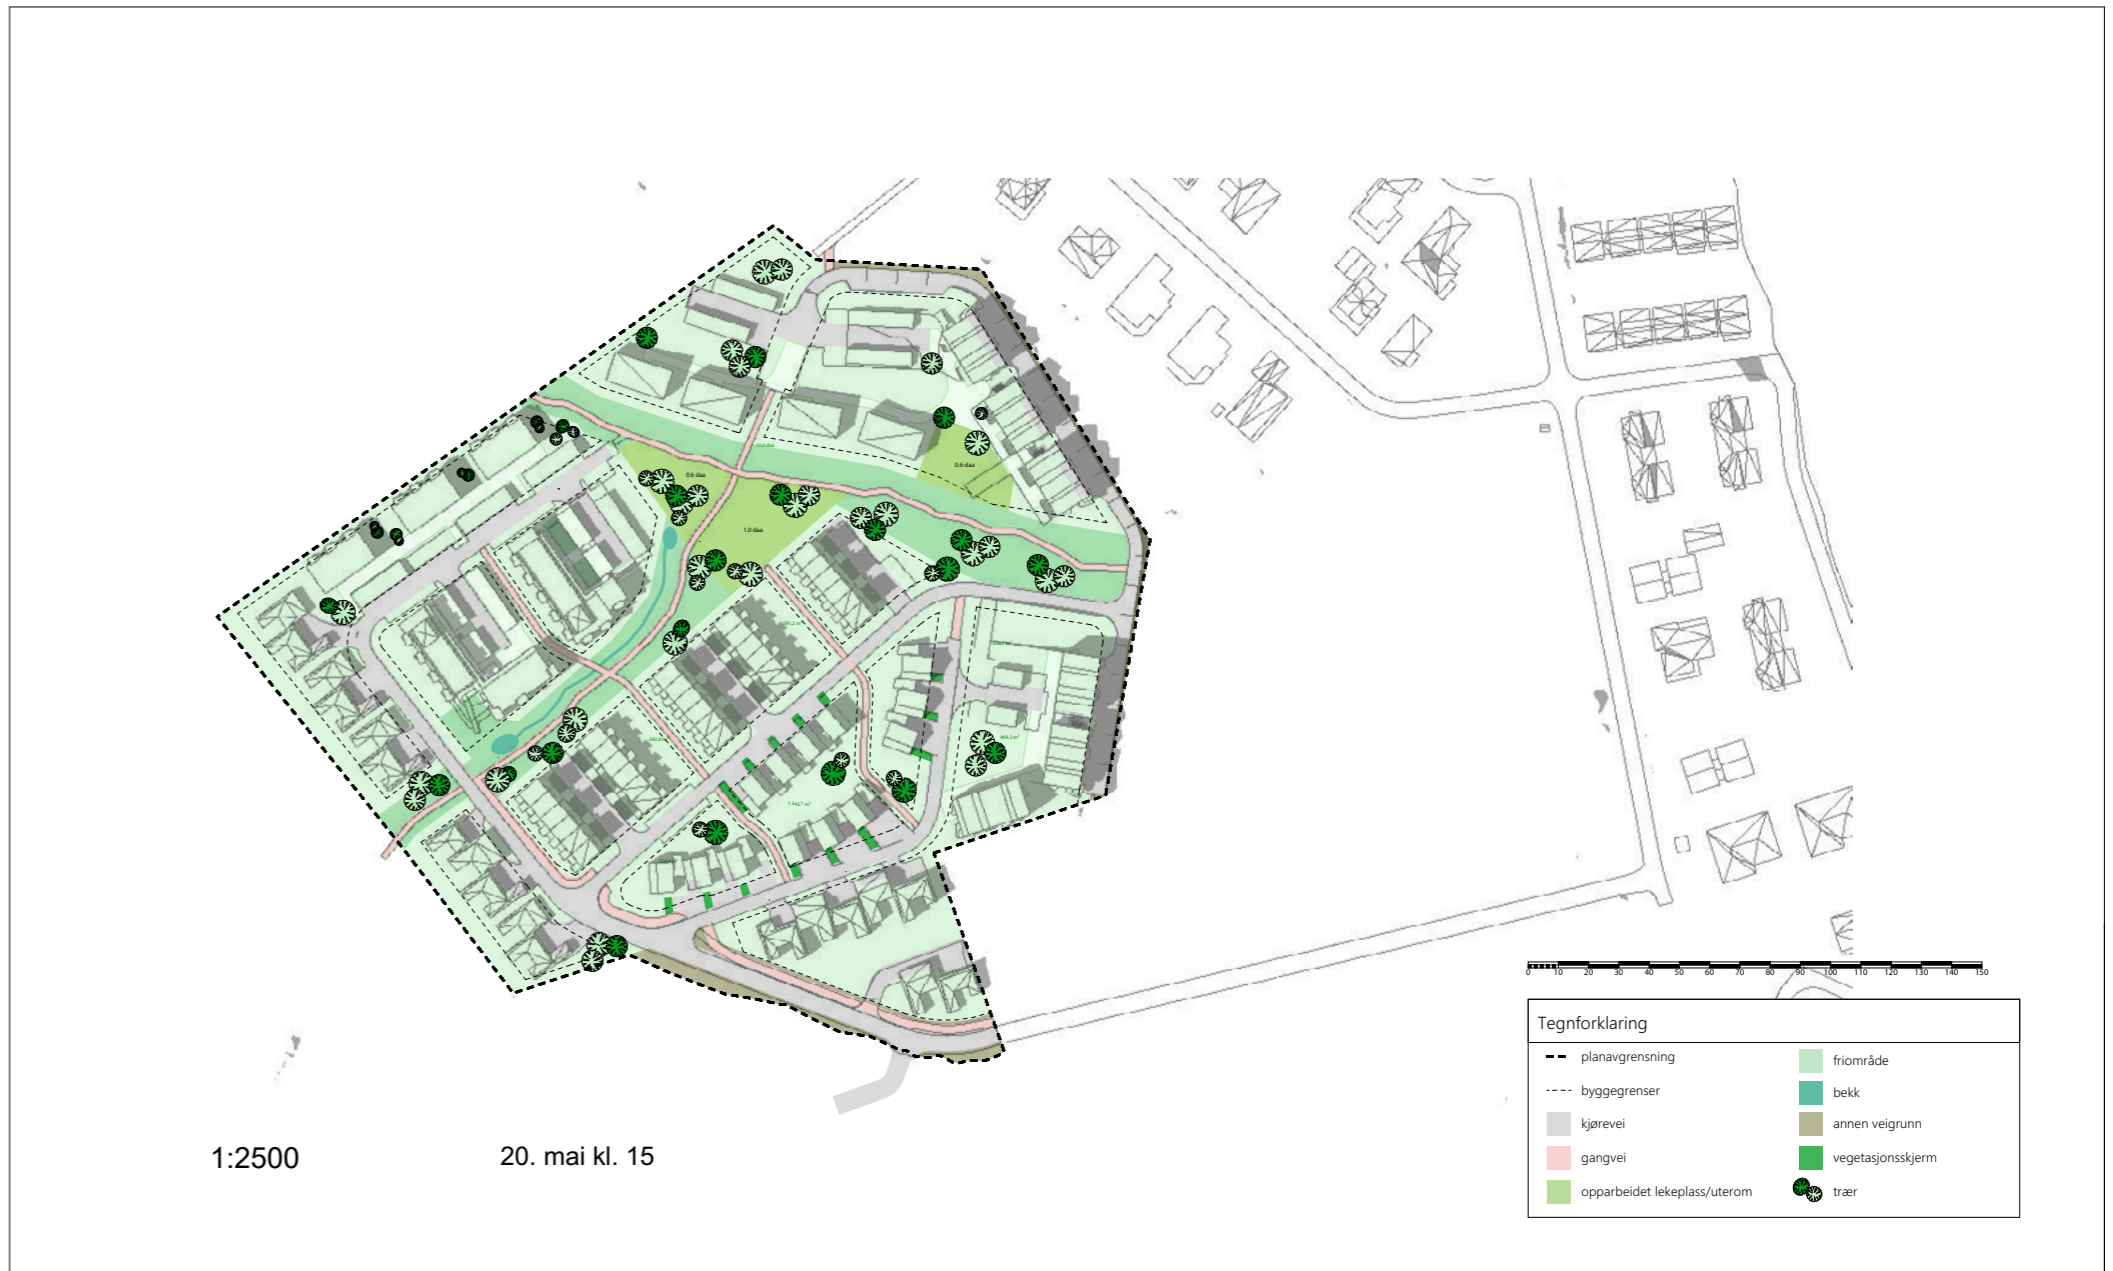 0.6 daa
0.6 daa
1.0 daa
0 10 20 30 40 50 60 70 80 90 100 110 120 130 140 150
Tegnforklaring
planavgrensning
byggegrenser
kjørevei
gangvei
opparbeidet lekeplass/uterom
friområde
bekk
annen veigrunn
vegetasjonsskjerm
trær
1:2500
20. mai kl. 15